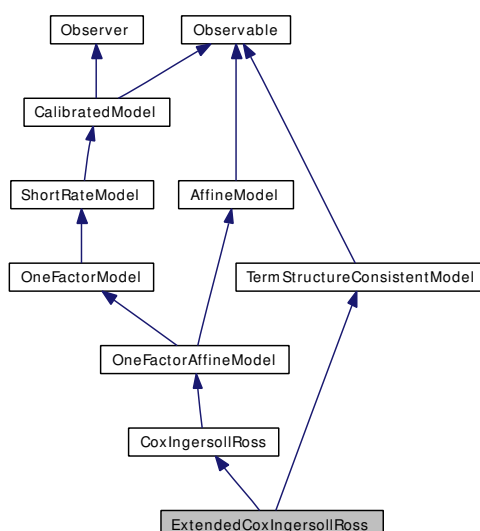 Observer
Observable
CalibratedModel
ShortRateModel
AffineModel
OneFactorModel
TermStructureConsistentModel
OneFactorAffineModel
CoxIngersollRoss
ExtendedCoxIngersollRoss